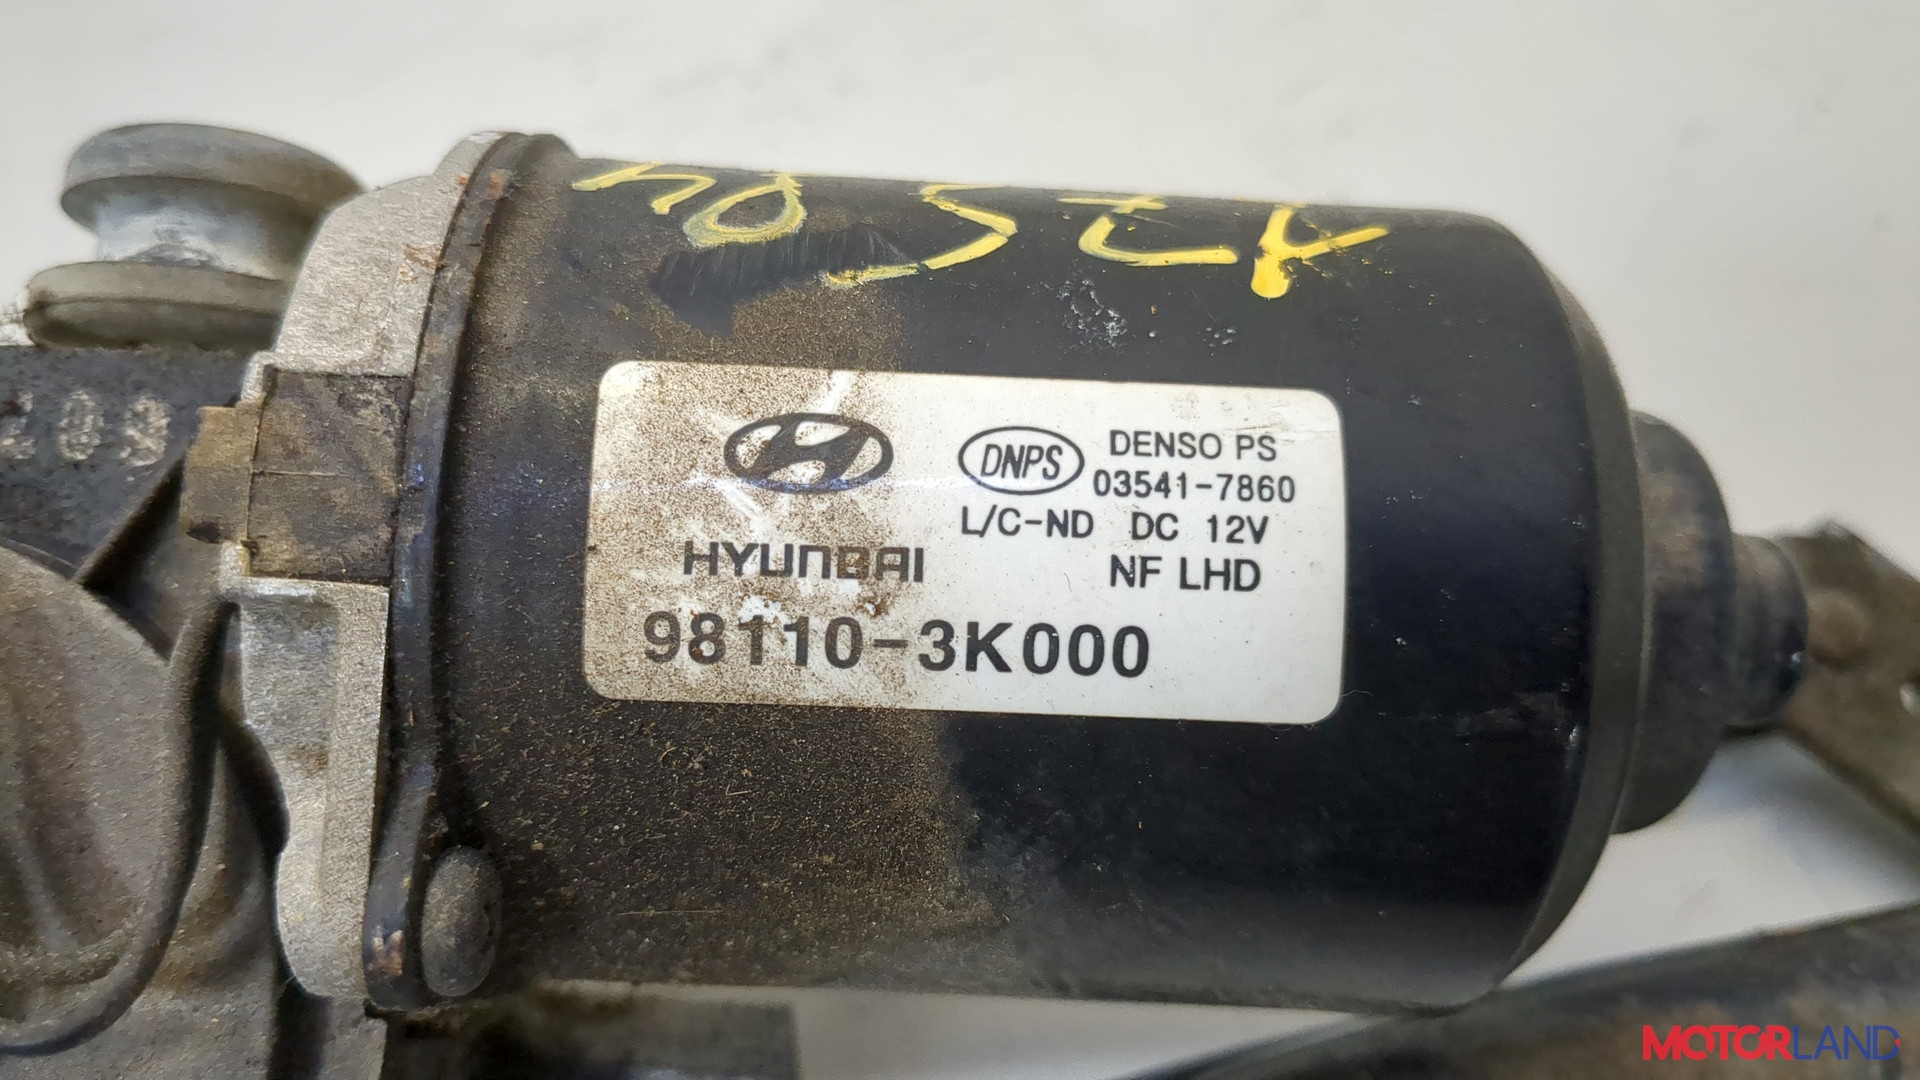 DNPS
DENSO PS
03541-7860
L/C-ND DC 12V
HYUNDAI
NF LHD
98110-3K000
MOTORLAND